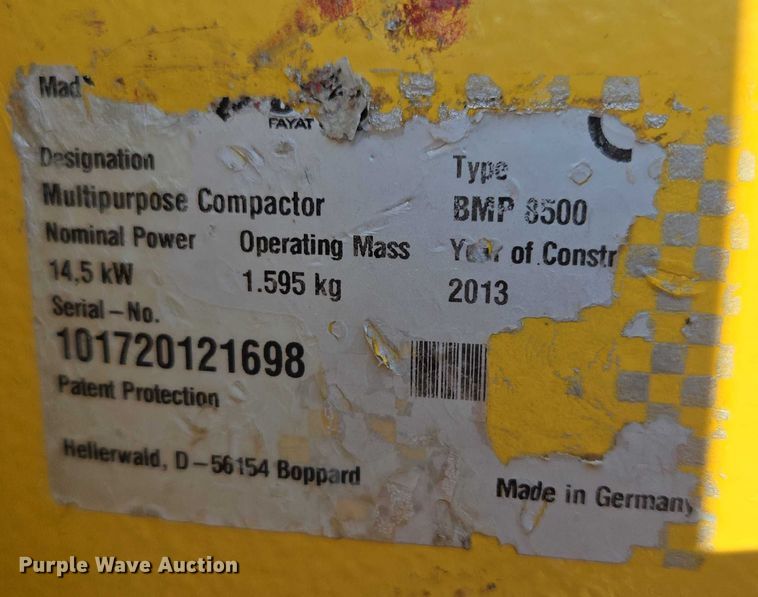 Mad
FAYAT
Designation
Type
Multipurpose Compactor
BMP 8500
Nominal Power
Operating Mass
Year of Constr
14,5 kW
1.595 kg
2013
Serial-No.
101720121698
Patent Protection
Hellerwald, D-56154 Boppard
Made in Germany
Purple Wave Auction